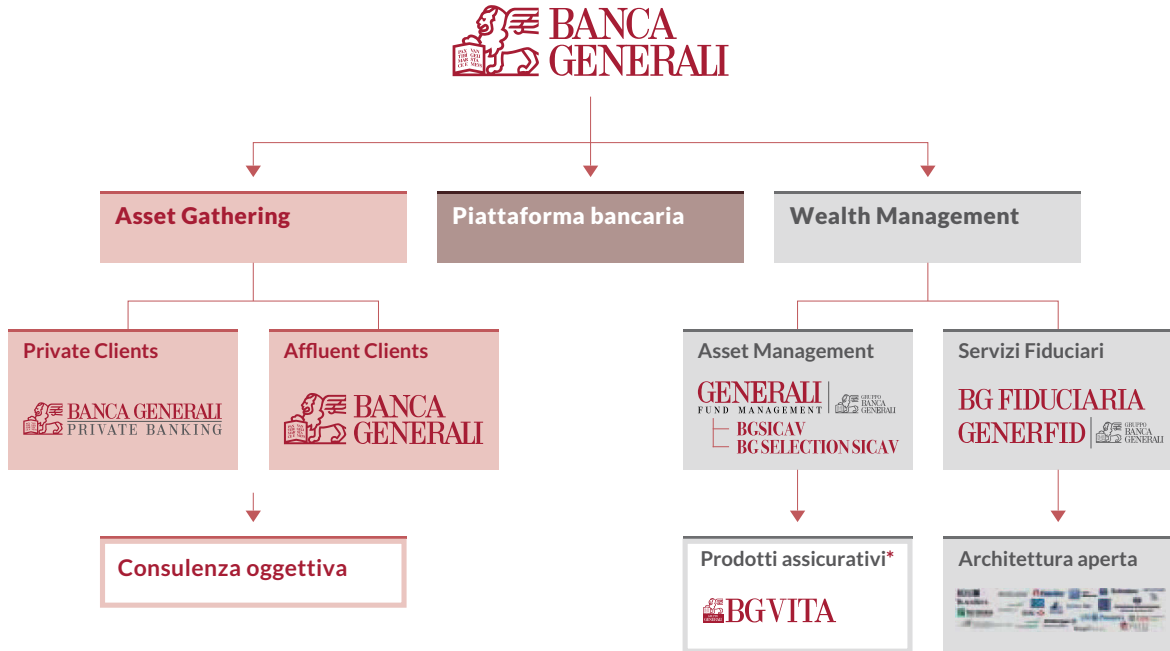 BANCA
GENERALI
Asset Gathering
Piattaforma bancaria
Wealth Management
Private Clients
BANCA GENERALI
PRIVATE BANKING
Affluent Clients
BANCA
GENERALI
Asset Management
GENERALI
FUND MANAGEMENT
GRUPPO
BANCA
GENERALI
BGSICAV
BG SELECTION SICAV
Servizi Fiduciari
BG FIDUCIARIA
GENERFID
GRUPPO
BANCA
GENERALI
Consulenza oggettiva
Prodotti assicurativi*
BG VITA
Architettura aperta